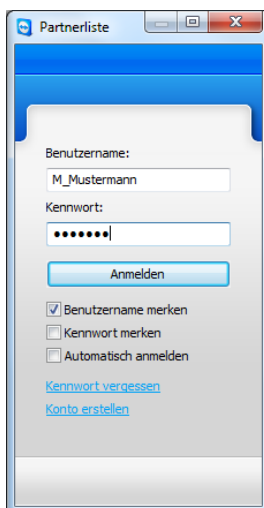 Partnerliste
Benutzername:
M_Mustermann
Kennwort:
•••••••
Anmelden
Benutzername merken
Kennwort merken
Automatisch anmelden
Kennwort vergessen
Konto erstellen